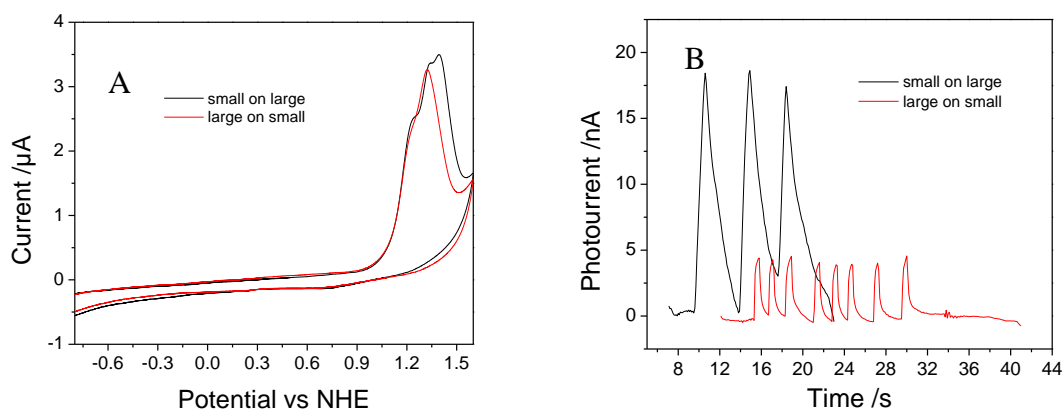 A
small on large
large on small
4
3
2
1
0
-1
Current /µA
-0.6 -0.3 0.0 0.3 0.6 0.9 1.2 1.5
Potential vs NHE
B
small on large
large on small
20
15
10
5
0
Photourrent /nA
8 12 16 20 24 28 32 36 40 44
Time /s